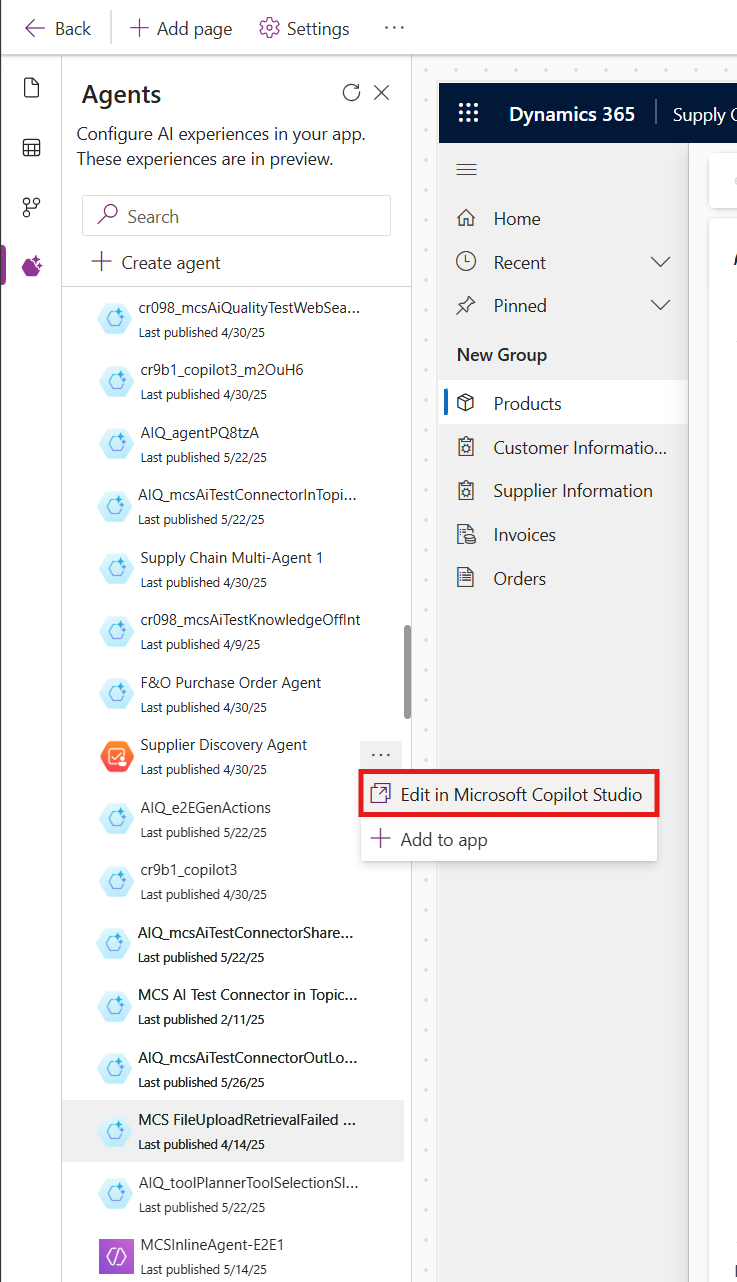 Back
Add page
Settings
Agents
Configure AI experiences in your app.
These experiences are in preview.
Search
Create agent
cr098_mcsAiQualityTestWebSea...
Last published 4/30/25
cr9b1_copilot3_m2OuH6
Last published 4/30/25
AIQ_agentPQ8tzA
Last published 5/22/25
AIQ_mcsAiTestConnectorInTopi...
Last published 5/22/25
Supply Chain Multi-Agent 1
Last published 4/30/25
cr098_mcsAiTestKnowledgeOffInt
Last published 4/9/25
F&O Purchase Order Agent
Last published 4/30/25
Supplier Discovery Agent
Last published 4/30/25
...
Edit in Microsoft Copilot Studio
Add to app
AIQ_e2EGenActions
Last published 5/22/25
cr9b1_copilot3
Last published 4/30/25
AIQ_mcsAiTestConnectorShare...
Last published 5/22/25
MCS AI Test Connector in Topic...
Last published 2/11/25
AIQ_mcsAiTestConnectorOutLo...
Last published 5/26/25
MCS FileUploadRetrievalFailed ...
Last published 4/14/25
AIQ_toolPlannerToolSelectionSl...
Last published 5/22/25
MCSInlineAgent-E2E1
Last published 5/14/25
Dynamics 365
Supply
Home
Recent
Pinned
New Group
Products
Customer Informatio...
Supplier Information
Invoices
Orders